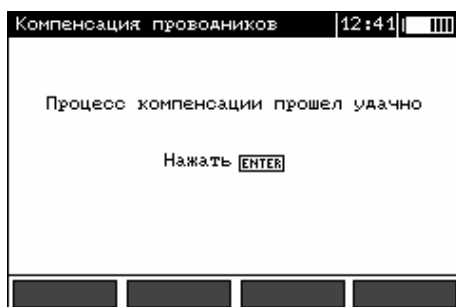 Компенсация проводников 12:41
Процесс компенсации прошел удачно
Нажать ENTER